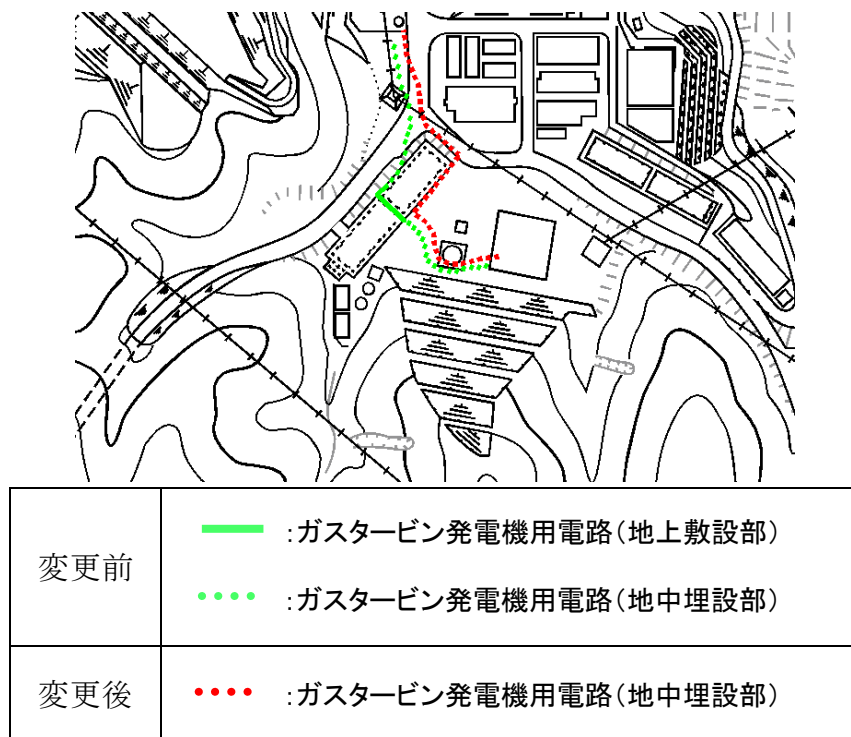 変更前
:ガスタービン発電機用電路(地上敷設部)
:ガスタービン発電機用電路(地中埋設部)
変更後
:ガスタービン発電機用電路(地中埋設部)